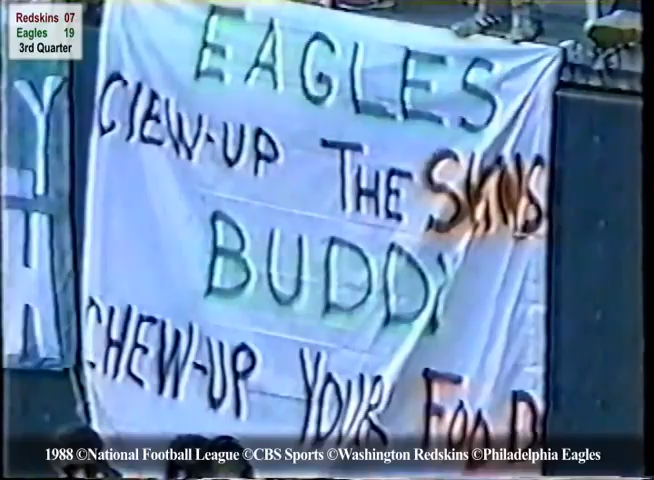 Redskins 07
Eagles 19
3rd Quarter
EAGLES
CHEW-UP THE SKINS
BUDDY
CHEW-UP YOUR FOOD
1988 ©National Football League ©CBS Sports ©Washington Redskins ©Philadelphia Eagles